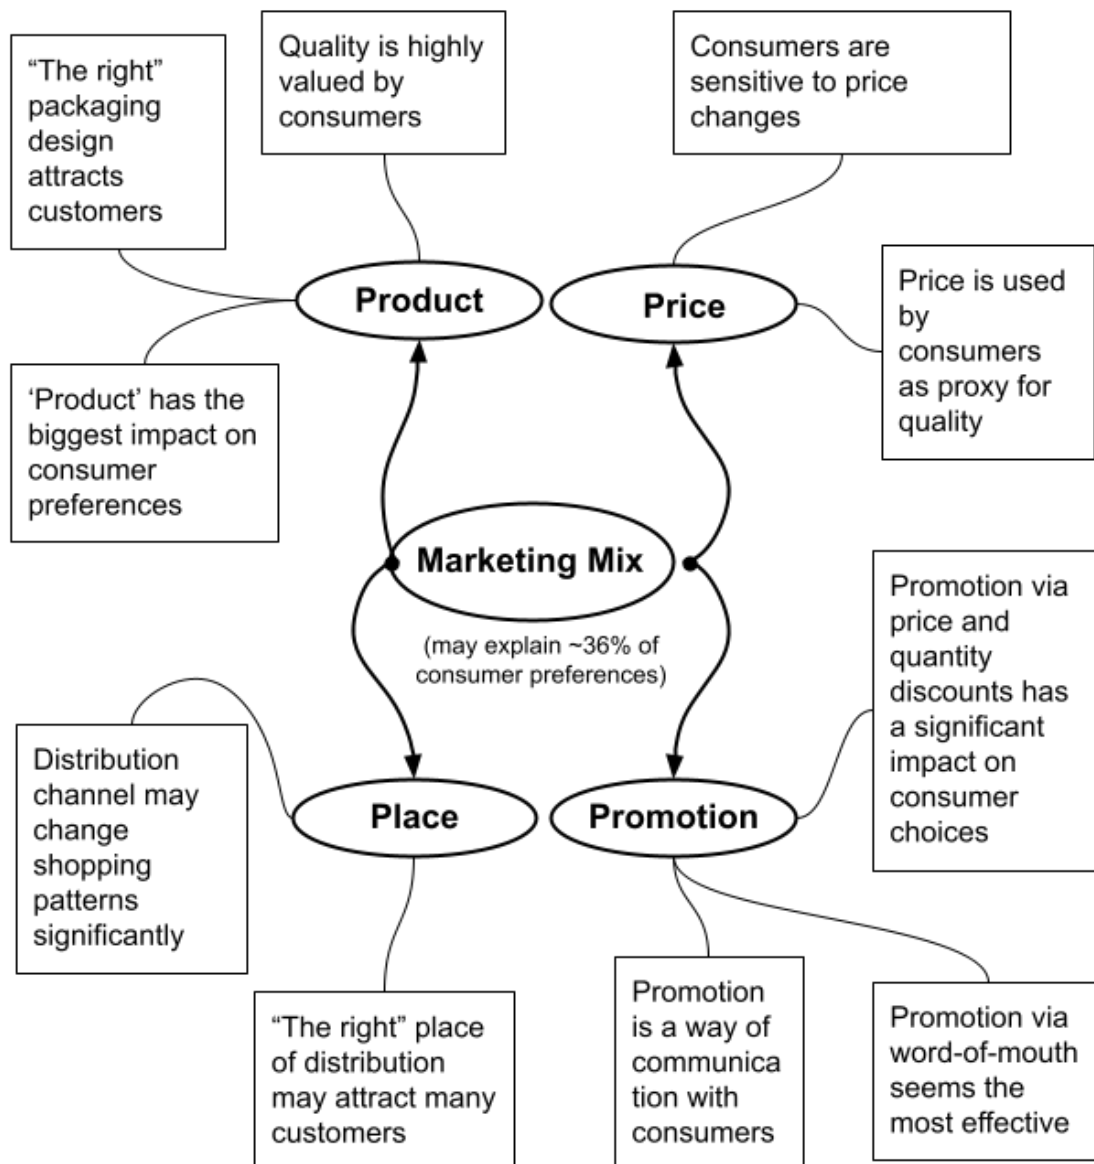 “The right”
packaging
design
attracts
customers
Quality is highly
valued by
consumers
Consumers are
sensitive to price
changes
Product
Price
Price is used
by
consumers
as proxy for
quality
‘Product’ has the
biggest impact on
consumer
preferences
Marketing Mix
(may explain ~36% of
consumer preferences)
Promotion via
price and
quantity
discounts has
a significant
impact on
consumer
choices
Distribution
channel may
change
shopping
patterns
significantly
Place
Promotion
“The right” place
of distribution
may attract many
customers
Promotion
is a way of
communica
tion with
consumers
Promotion via
word-of-mouth
seems the
most effective